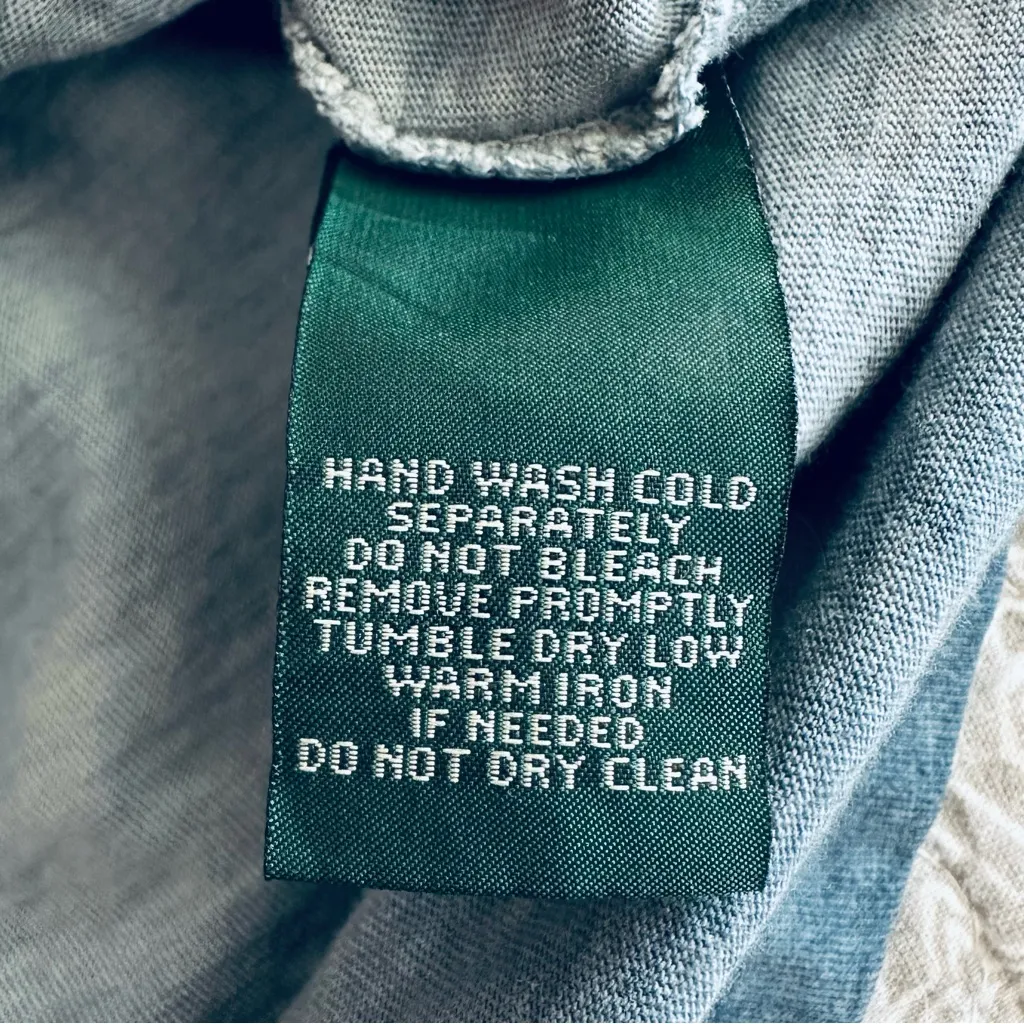 HAND WASH COLD
SEPARATELY
DO NOT BLEACH
REMOVE PROMPTLY
TUMBLE DRY LOW
WARM IRON
IF NEEDED
DO NOT DRY CLEAN